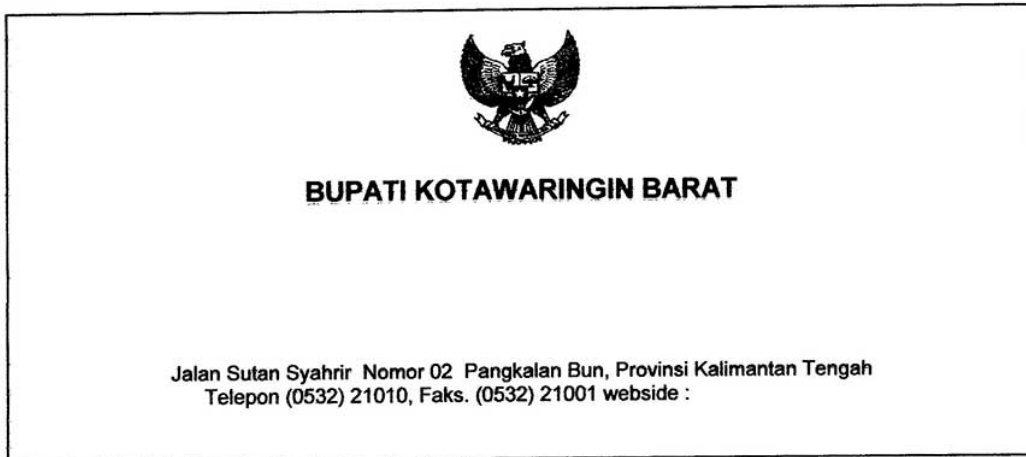 BUPATI KOTAWARINGIN BARAT
Jalan Sutan Syahrir Nomor 02 Pangkalan Bun, Provinsi Kalimantan Tengah
Telepon (0532) 21010, Faks. (0532) 21001 webside :